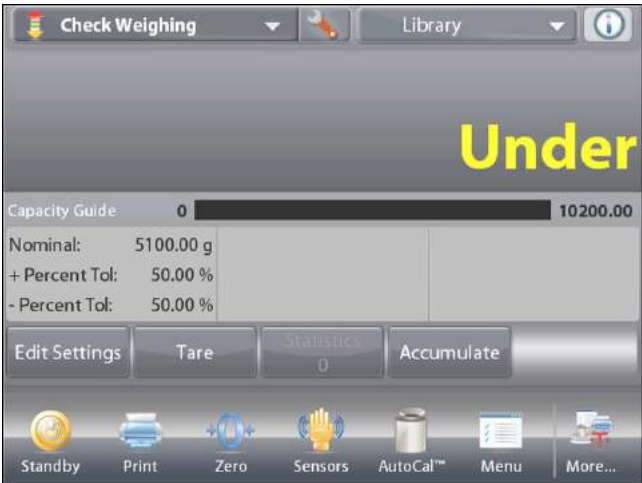 Check Weighing Library
Under
Capacity Guide 0 10200.00
Nominal: 5100.00 g
+ Percent Tol: 50.00 %
- Percent Tol: 50.00 %
Edit Settings Tare Statistics Accumulate
0
Standby Print Zero Sensors AutoCal™ Menu More...